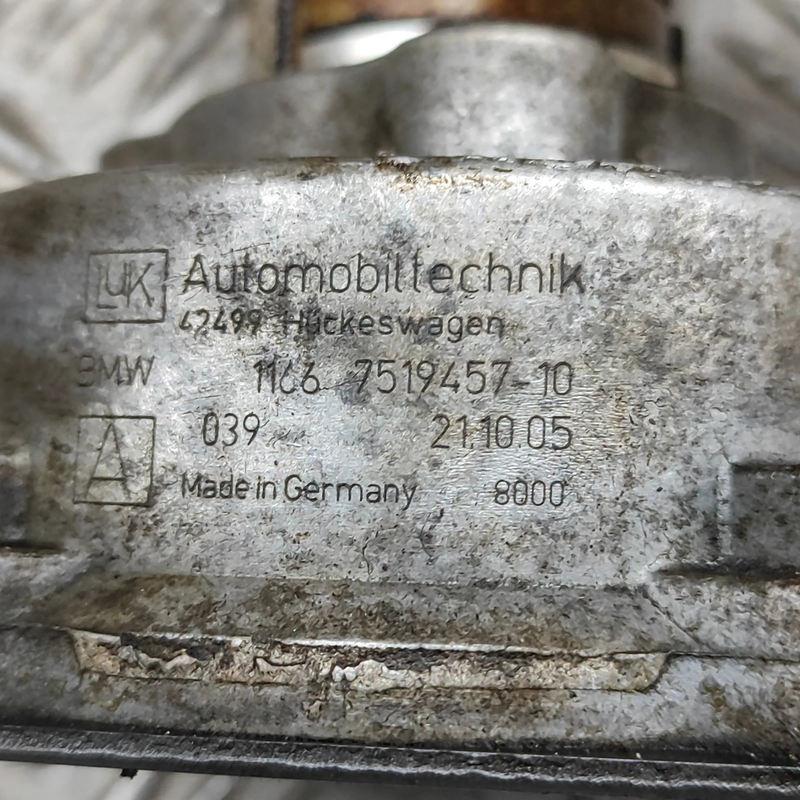 LUK Automobiltechnik
42499 Hückeswagen
BMW 1166 7519457-10
A 039 21.10.05
Made in Germany 8000